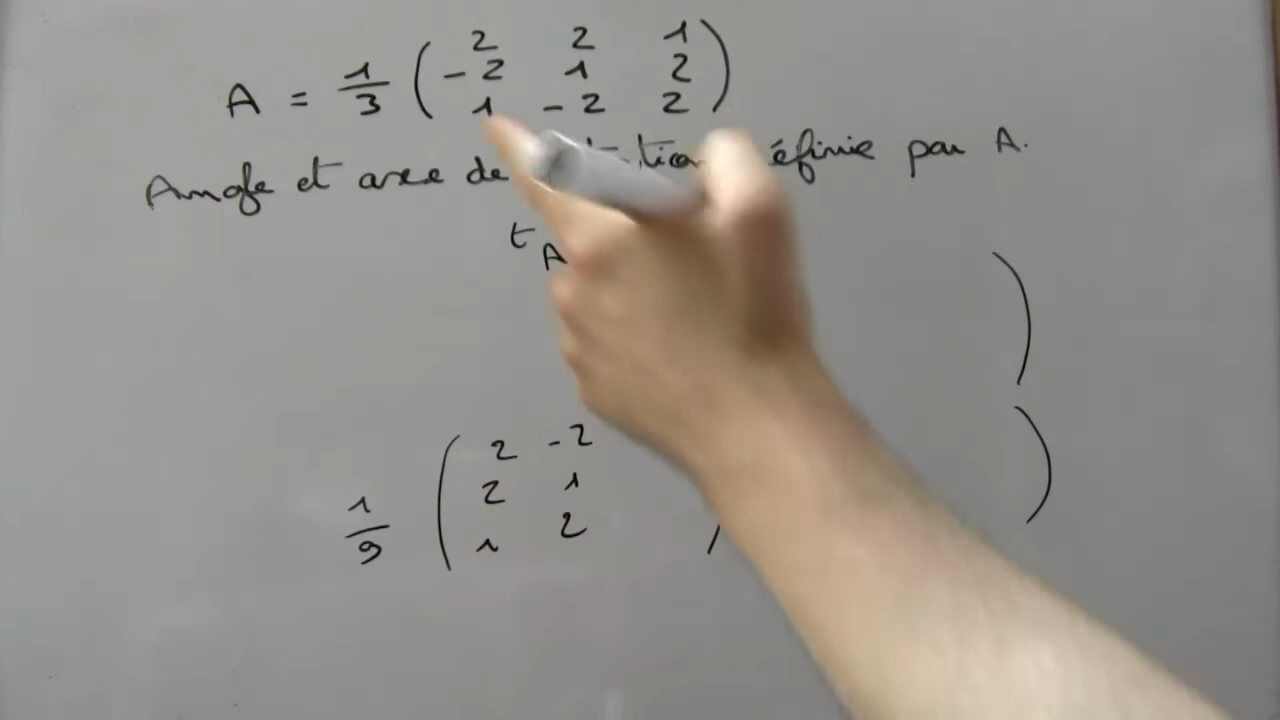 2 2 1
A = 1/3 ( -2 1 2 )
1 -2 2
Angle et axe de définie par A.
t A
)
2 -2
1/9 ( 2 1 )
1 2